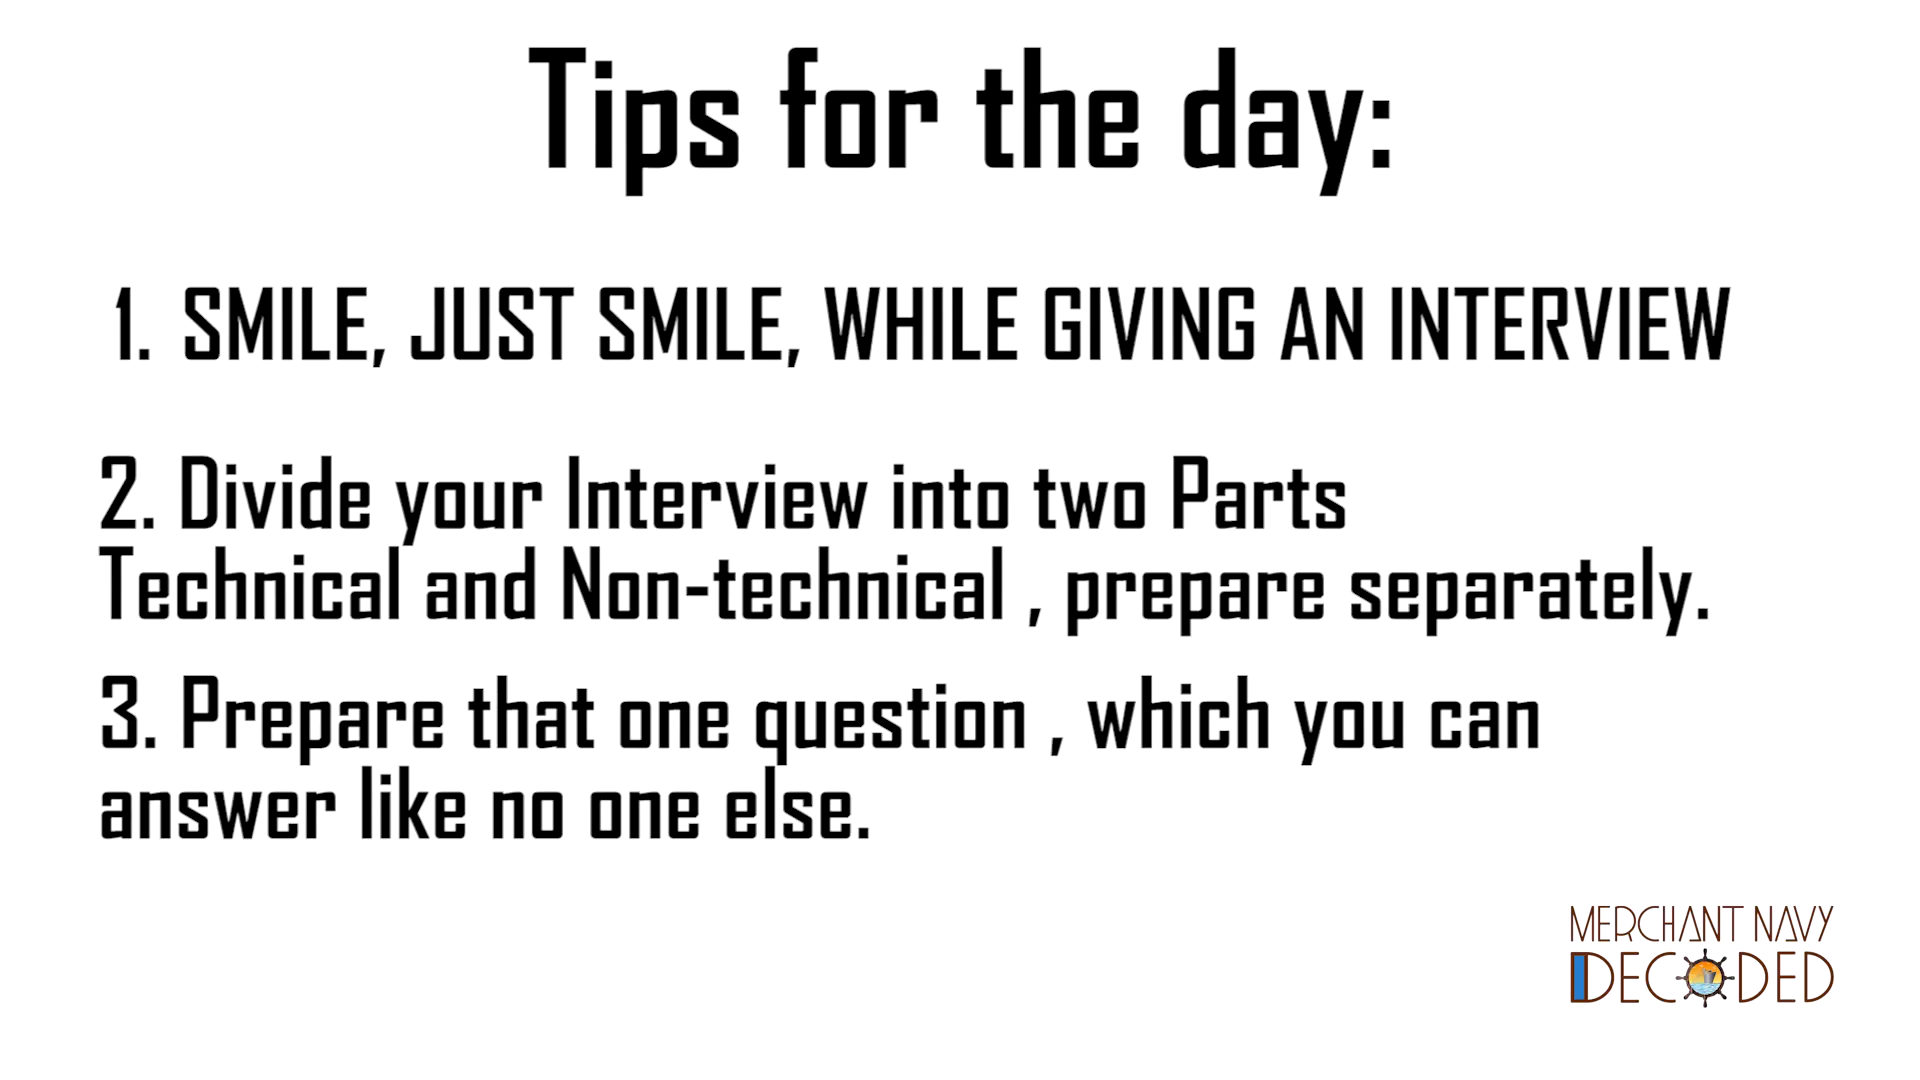 Tips for the day:
1. SMILE, JUST SMILE, WHILE GIVING AN INTERVIEW
2. Divide your Interview into two Parts
Technical and Non-technical , prepare separately.
3. Prepare that one question , which you can
answer like no one else.
MERCHANT NAVY
DECODED